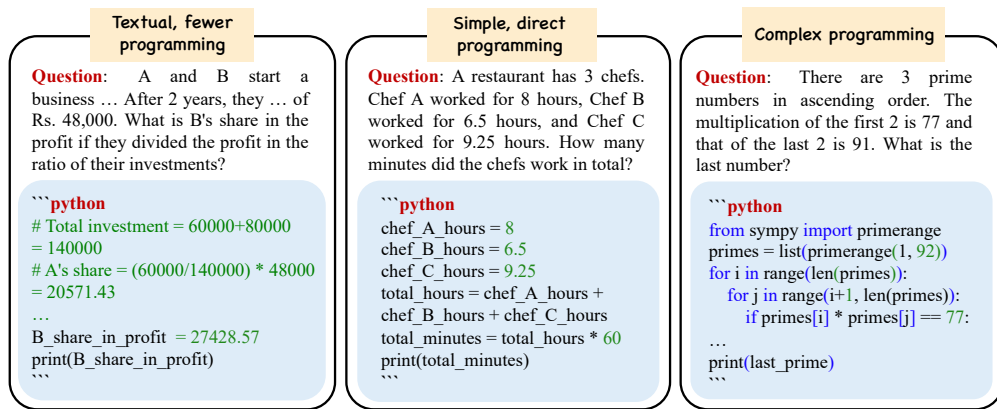 Textual, fewer
programming
Question: A and B start a
business … After 2 years, they … of
Rs. 48,000. What is B's share in the
profit if they divided the profit in the
ratio of their investments?
```python
# Total investment = 60000+80000
= 140000
# A's share = (60000/140000) * 48000
= 20571.43
…
B_share_in_profit = 27428.57
print(B_share_in_profit)
```
Simple, direct
programming
Question: A restaurant has 3 chefs.
Chef A worked for 8 hours, Chef B
worked for 6.5 hours, and Chef C
worked for 9.25 hours. How many
minutes did the chefs work in total?
```python
chef_A_hours = 8
chef_B_hours = 6.5
chef_C_hours = 9.25
total_hours = chef_A_hours +
chef_B_hours + chef_C_hours
total_minutes = total_hours * 60
print(total_minutes)
```
Complex programming
Question: There are 3 prime
numbers in ascending order. The
multiplication of the first 2 is 77 and
that of the last 2 is 91. What is the
last number?
```python
from sympy import primerange
primes = list(primerange(1, 92))
for i in range(len(primes)):
for j in range(i+1, len(primes)):
if primes[i] * primes[j] == 77:
…
print(last_prime)
```